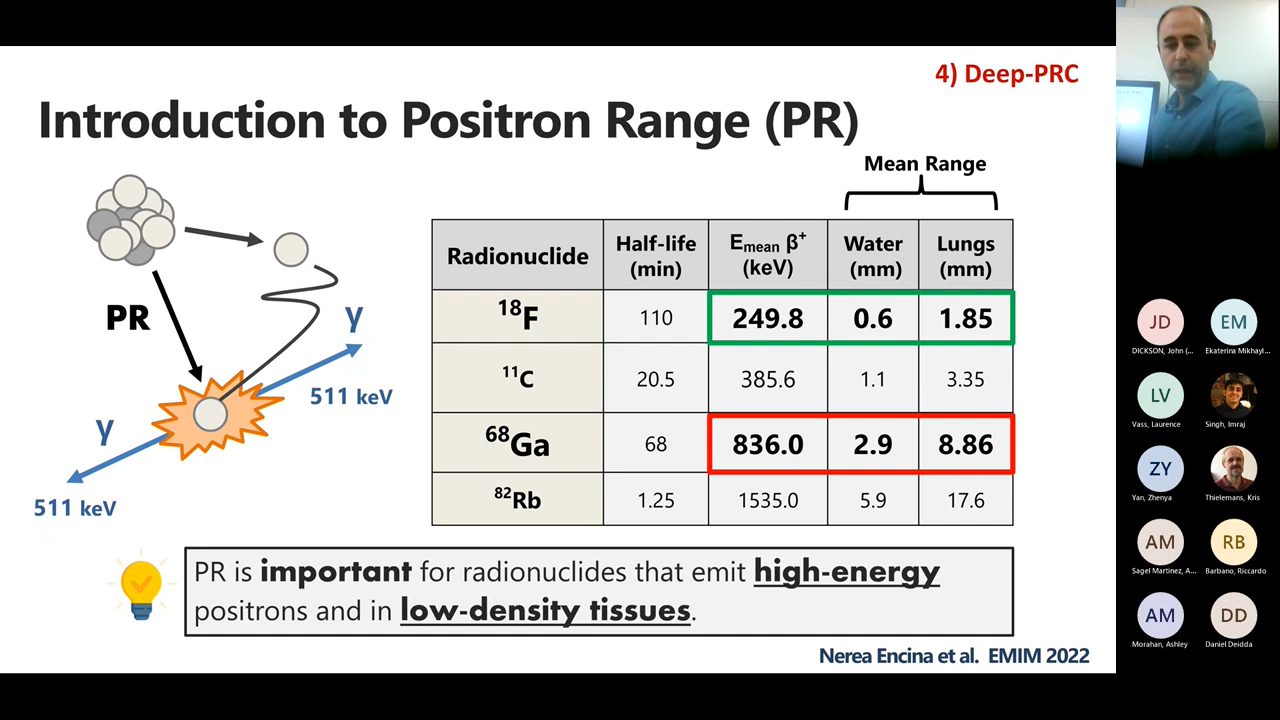 4) Deep-PRC
Introduction to Positron Range (PR)
Mean Range
PR
γ
511 keV
γ
511 keV
Radionuclide	Half-life (min)	Emean β+ (keV)	Water (mm)	Lungs (mm)
18F	110	249.8	0.6	1.85
11C	20.5	385.6	1.1	3.35
68Ga	68	836.0	2.9	8.86
82Rb	1.25	1535.0	5.9	17.6
PR is important for radionuclides that emit high-energy
positrons and in low-density tissues.
Nerea Encina et al. EMIM 2022
JD
DICKSON, John (...
EM
Ekaterina Mikhayl...
LV
Vass, Laurence
Singh, Imraj
ZY
Yan, Zhenya
Thielemans, Kris
AM
Sagel Martinez, A...
RB
Barbano, Riccardo
AM
Morahan, Ashley
DD
Daniel Deidda